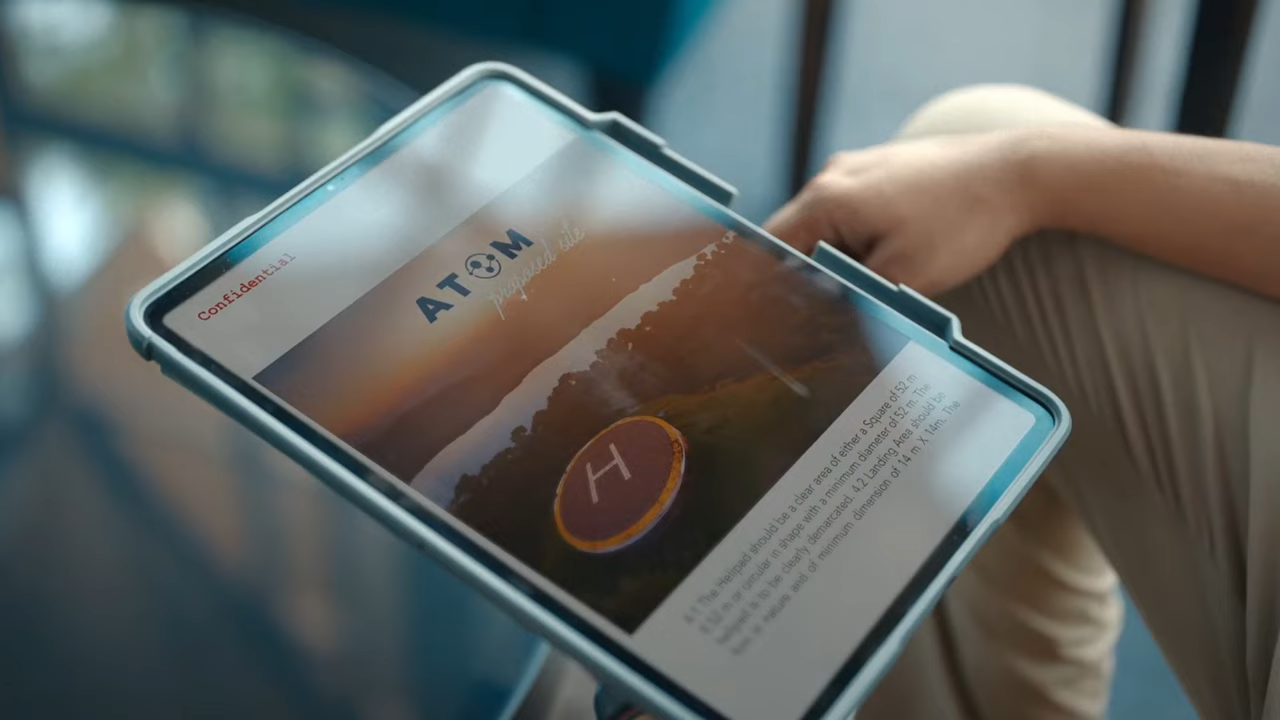 Confidential
ATOM
prepared site
H
4.1 The Helipad should be a clear area of either a Square of 52 m
X 52 m or circular in shape with a minimum diameter of 52 m. The
helipad is to be clearly demarcated. 4.2 Landing Area should be
firm in nature and of minimum dimension of 14 m X 14m. The